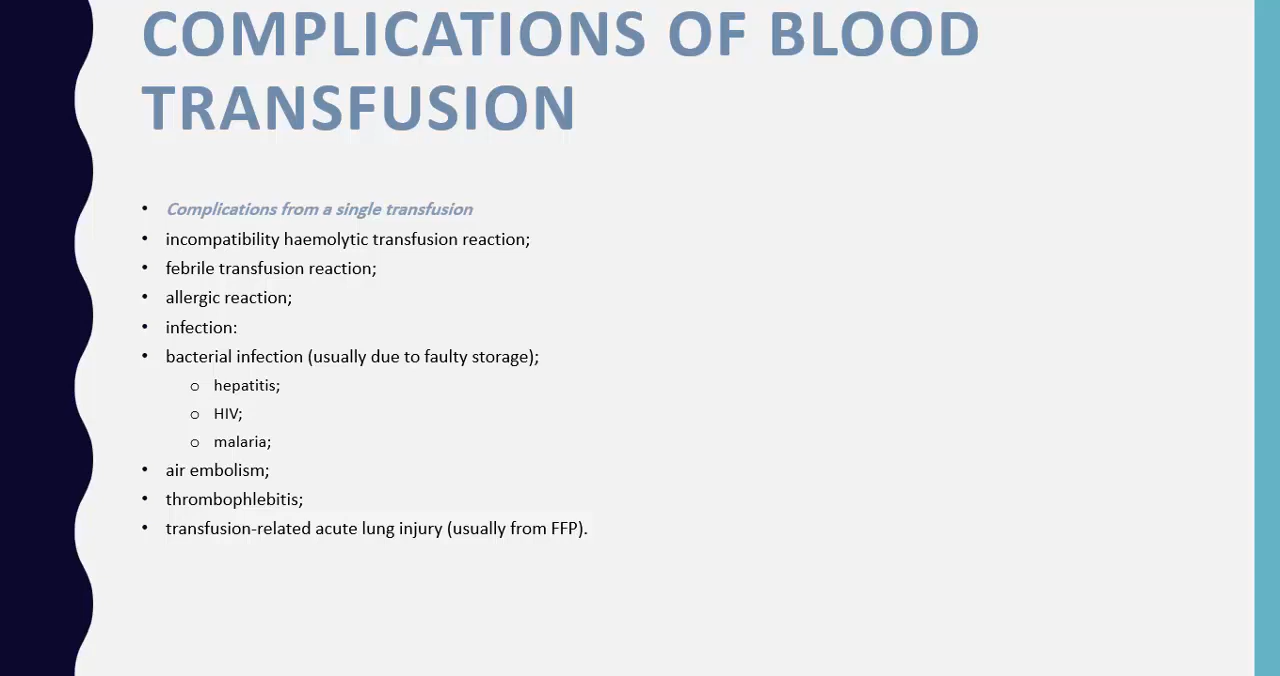 COMPLICATIONS OF BLOOD
TRANSFUSION
• Complications from a single transfusion
• incompatibility haemolytic transfusion reaction;
• febrile transfusion reaction;
• allergic reaction;
• infection:
• bacterial infection (usually due to faulty storage);
o hepatitis;
o HIV;
o malaria;
• air embolism;
• thrombophlebitis;
• transfusion-related acute lung injury (usually from FFP).